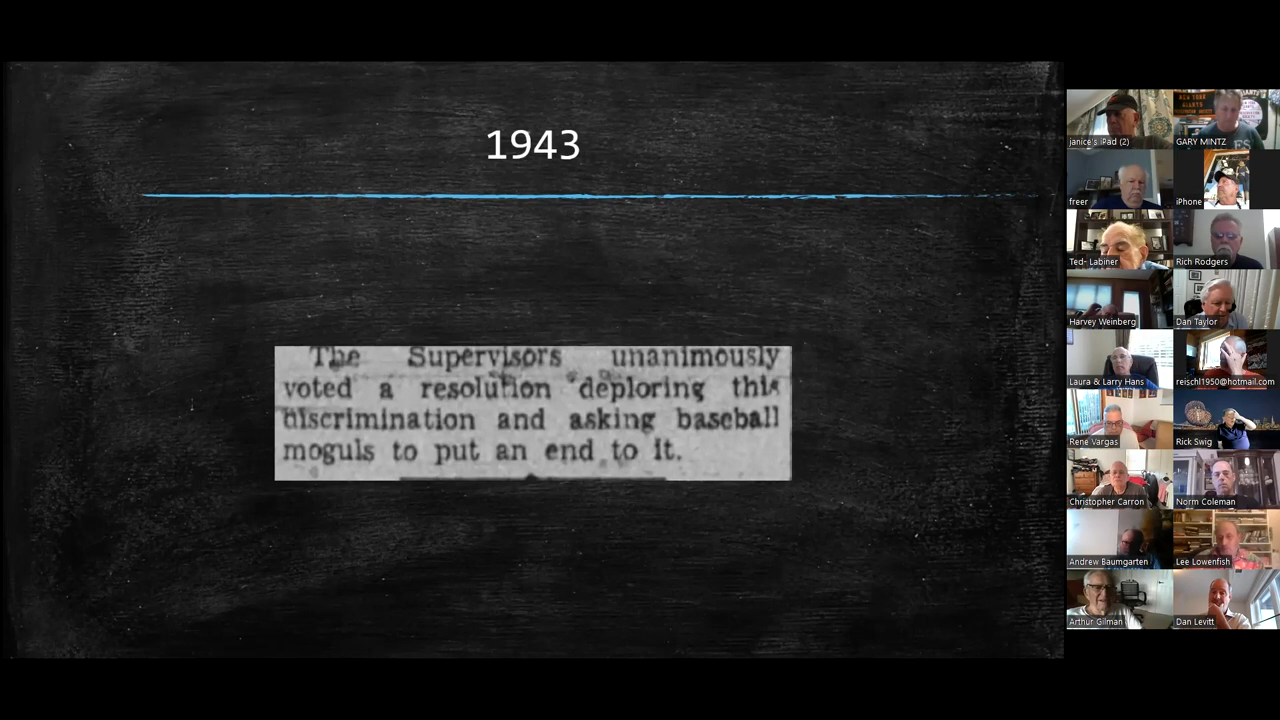 1943
The Supervisors unanimously
voted a resolution deploring this
discrimination and asking baseball
moguls to put an end to it.
janice's iPad (2)
GARY MINTZ
freer
iPhone
Ted- Labiner
Rich Rodgers
Harvey Weinberg
Dan Taylor
Laura & Larry Hans
reischl1950@hotmail.com
Rene Vargas
Rick Swig
Christopher Carron
Norm Coleman
Andrew Baumgarten
Lee Lowenfish
Arthur Gilman
Dan Levitt